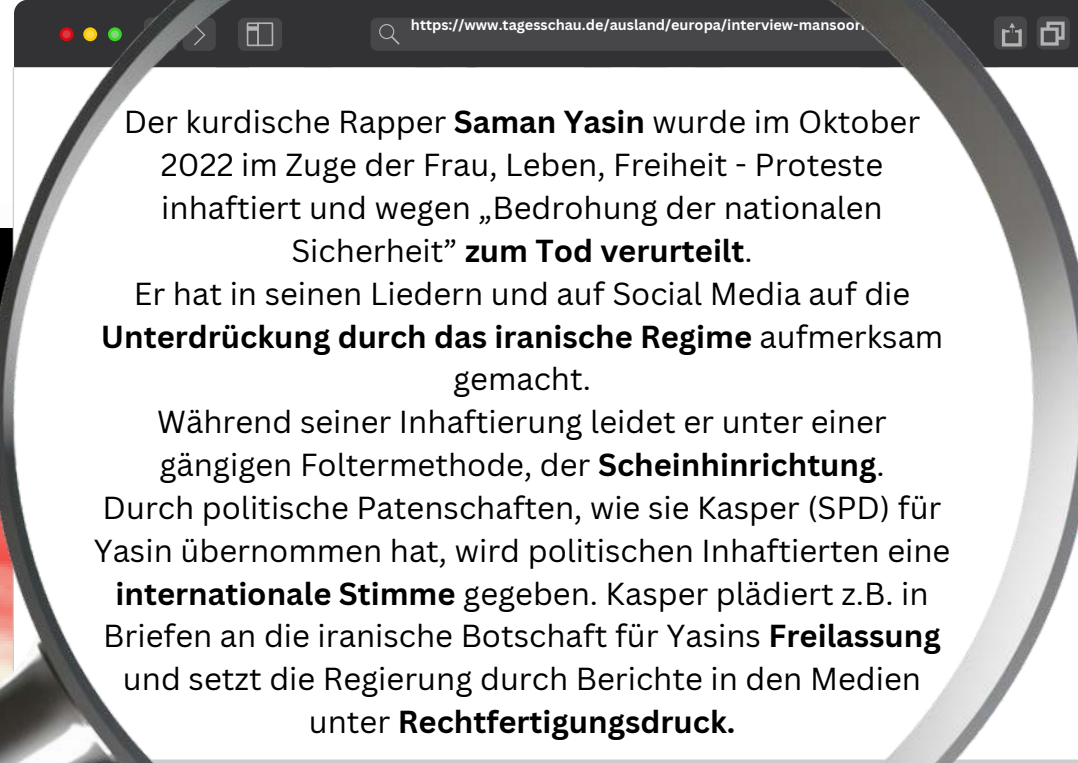 https://www.tagesschau.de/ausland/europa/interview-mansoori
Der kurdische Rapper Saman Yasin wurde im Oktober
2022 im Zuge der Frau, Leben, Freiheit - Proteste
inhaftiert und wegen „Bedrohung der nationalen
Sicherheit” zum Tod verurteilt.
Er hat in seinen Liedern und auf Social Media auf die
Unterdrückung durch das iranische Regime aufmerksam
gemacht.
Während seiner Inhaftierung leidet er unter einer
gängigen Foltermethode, der Scheinhinrichtung.
Durch politische Patenschaften, wie sie Kasper (SPD) für
Yasin übernommen hat, wird politischen Inhaftierten eine
internationale Stimme gegeben. Kasper plädiert z.B. in
Briefen an die iranische Botschaft für Yasins Freilassung
und setzt die Regierung durch Berichte in den Medien
unter Rechtfertigungsdruck.